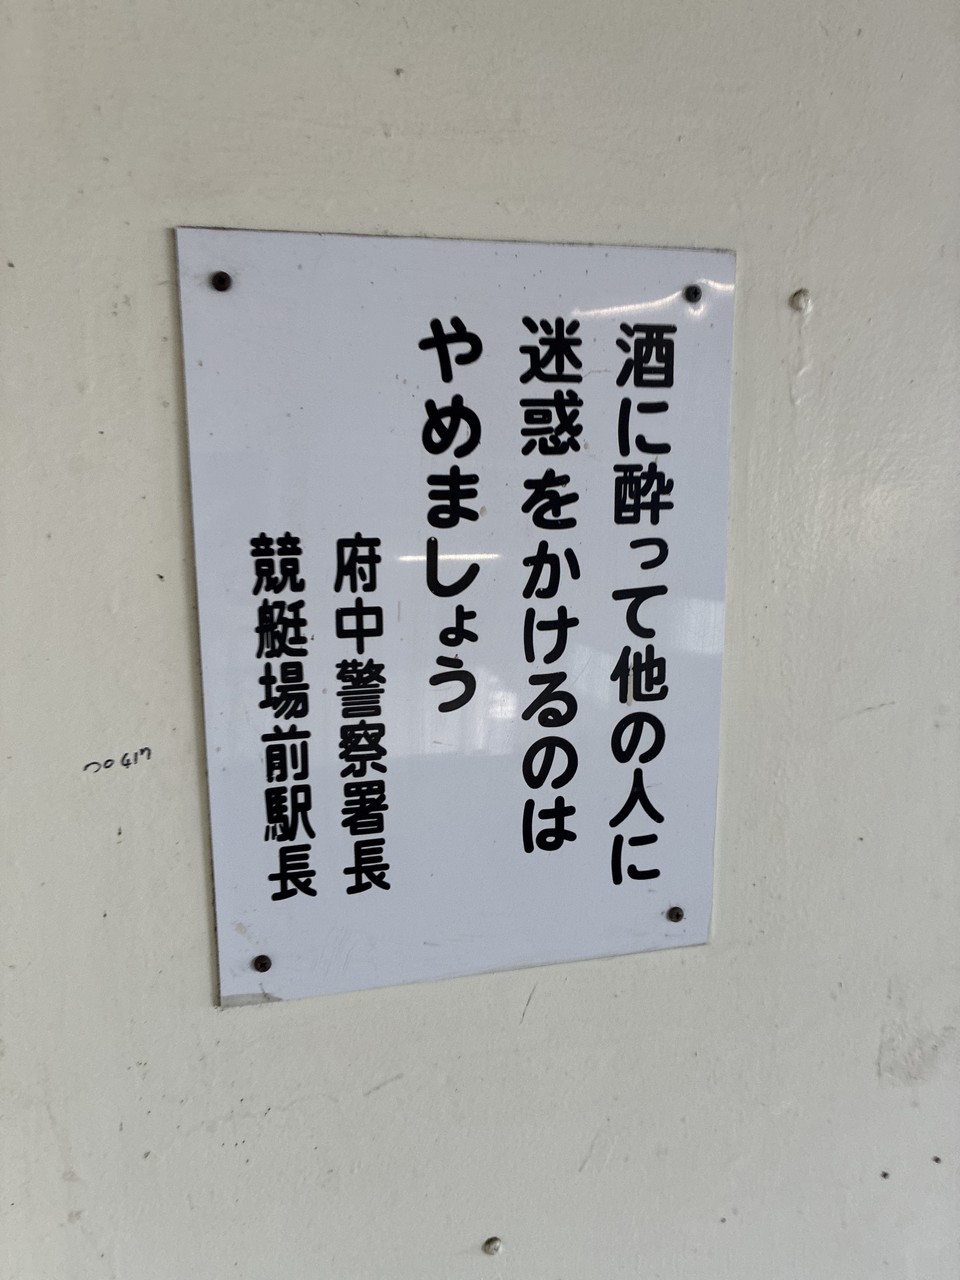 酒に酔って他の人に
迷惑をかけるのは
やめましょう
府中警察署長
競艇場前駅長